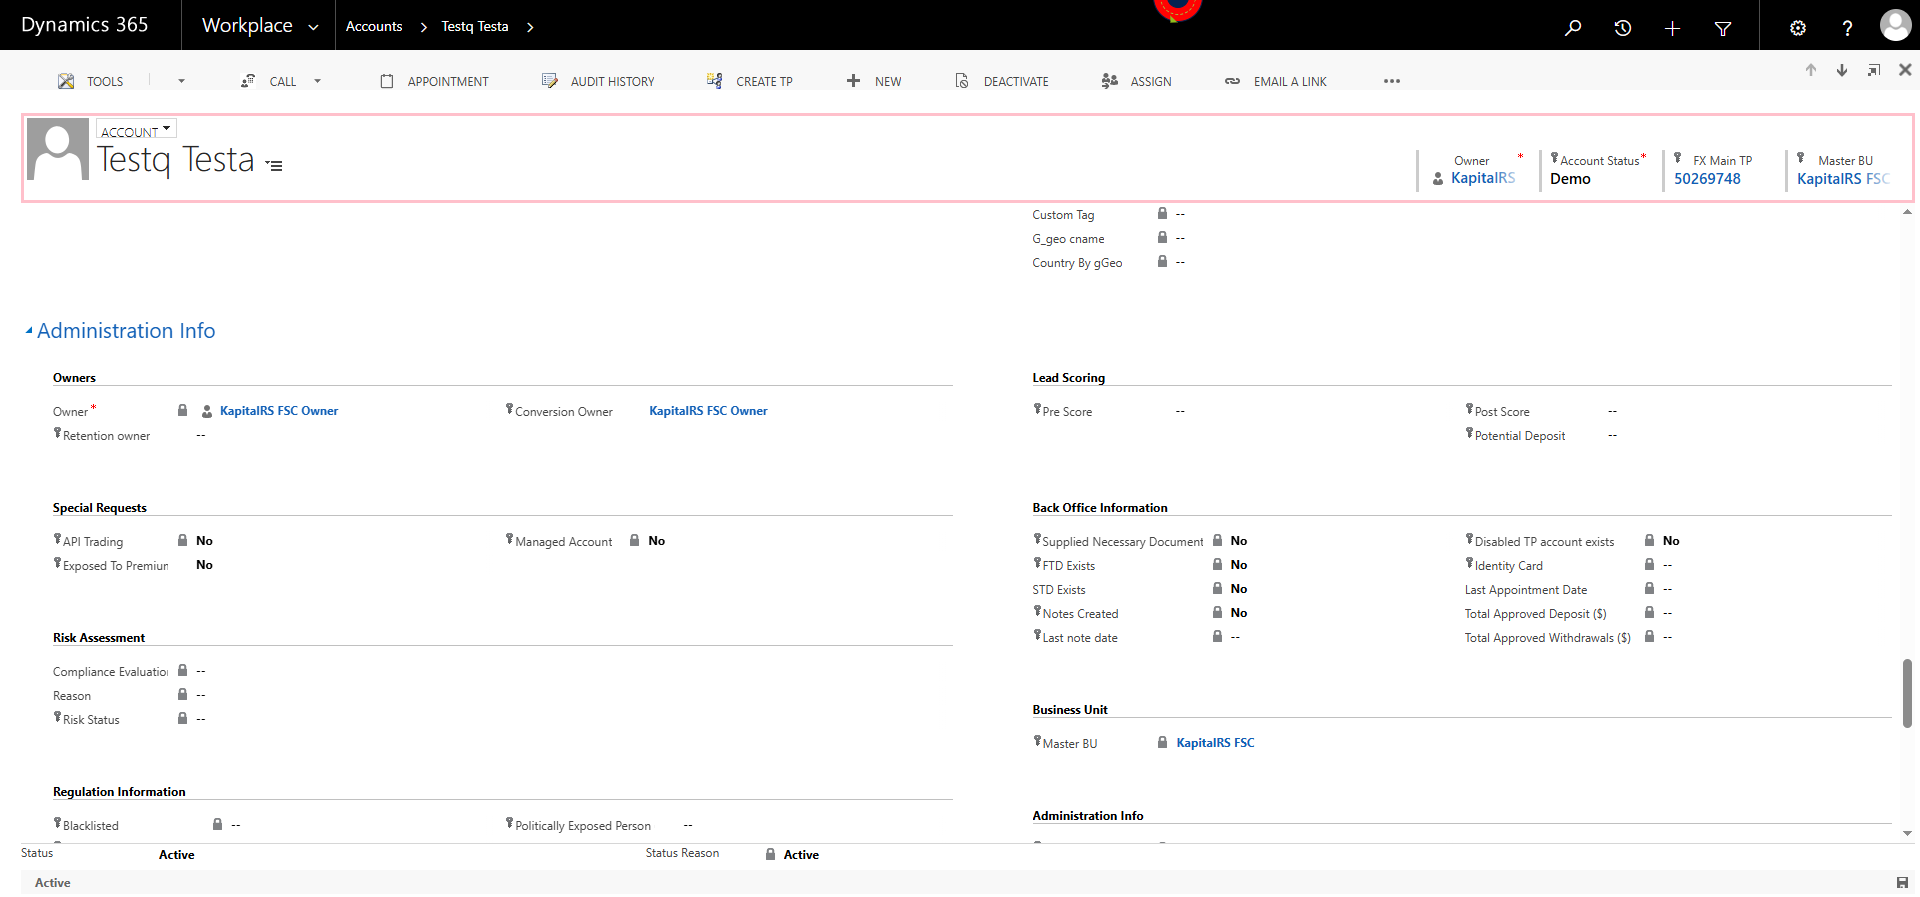 Dynamics 365
Workplace
Accounts
Testq Testa
?
TOOLS
CALL
APPOINTMENT
AUDIT HISTORY
CREATE TP
NEW
DEACTIVATE
ASSIGN
EMAIL A LINK
ACCOUNT
Testq Testa
Owner * Account Status * FX Main TP Master BU
KapitalRS Demo 50269748 KapitalRS FSC
Custom Tag --
G_geo cname --
Country By gGeo --
Administration Info
Owners
Owner * KapitalRS FSC Owner Conversion Owner KapitalRS FSC Owner
Retention owner --
Lead Scoring
Pre Score -- Post Score --
Potential Deposit --
Special Requests
API Trading No Managed Account No
Exposed To Premiun No
Back Office Information
Supplied Necessary Document No Disabled TP account exists No
FTD Exists No Identity Card --
STD Exists No Last Appointment Date --
Notes Created No Total Approved Deposit ($) --
Last note date -- Total Approved Withdrawals ($) --
Risk Assessment
Compliance Evaluation --
Reason --
Risk Status --
Business Unit
Master BU KapitalRS FSC
Regulation Information
Blacklisted -- Politically Exposed Person --
Administration Info
Status Active Status Reason Active
Active